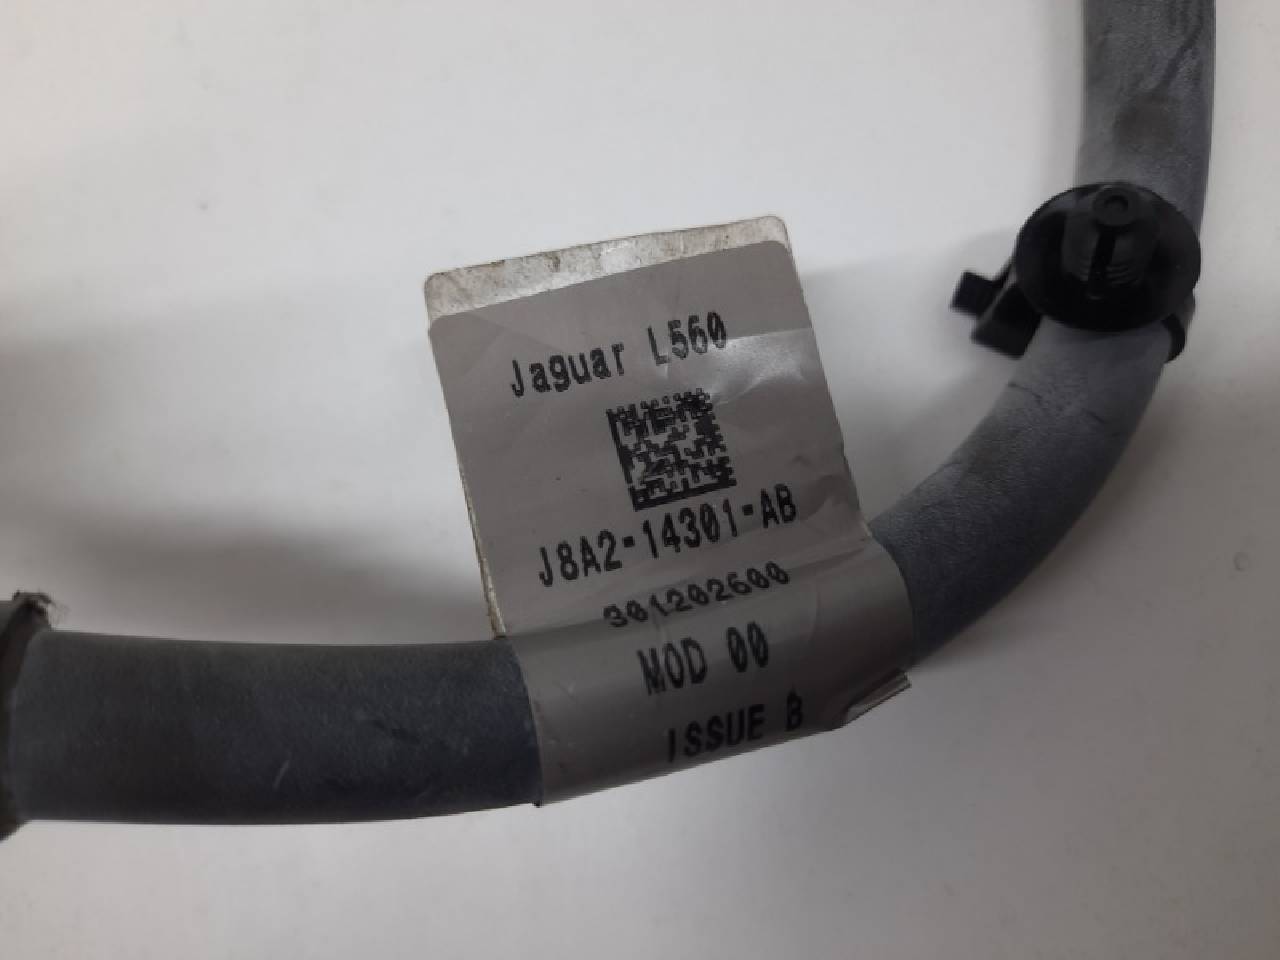 Jaguar L560
J8A2-14301-AB
301202600
MOD 00
ISSUE B